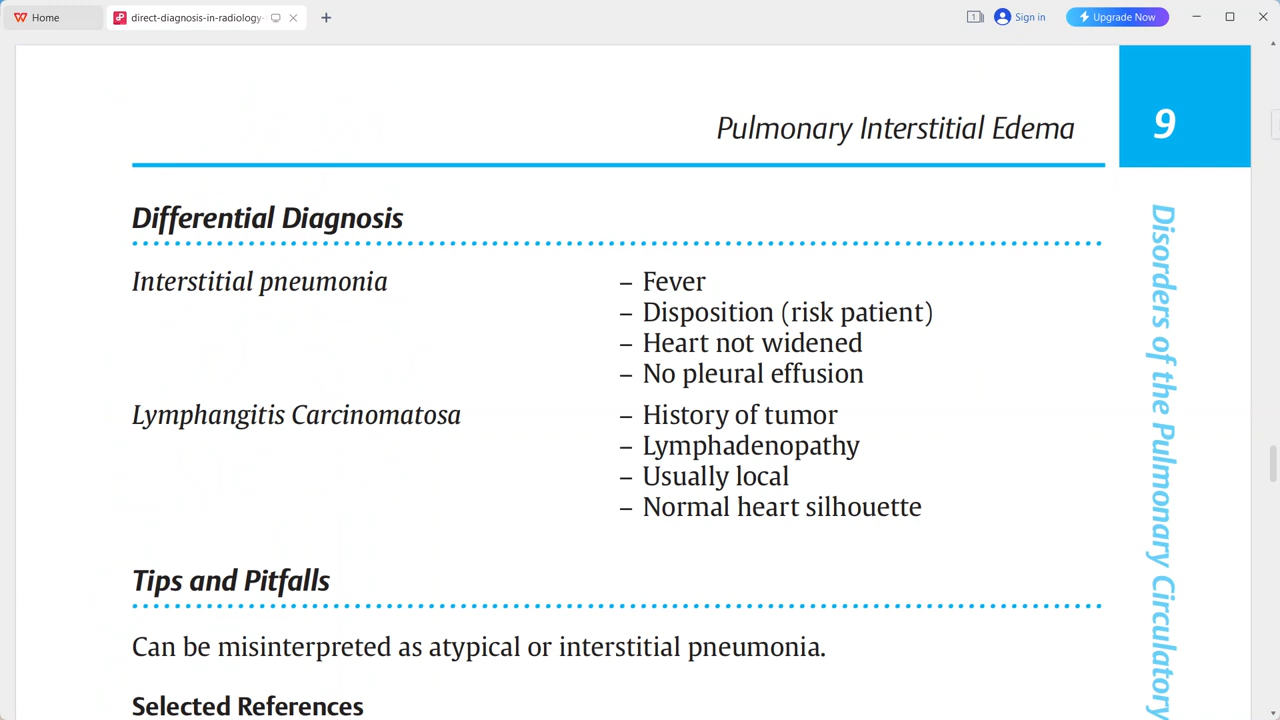 Home
direct-diagnosis-in-radiology-
1
Sign in
Upgrade Now
Pulmonary Interstitial Edema
9
Differential Diagnosis
Interstitial pneumonia
– Fever
– Disposition (risk patient)
– Heart not widened
– No pleural effusion
Lymphangitis Carcinomatosa
– History of tumor
– Lymphadenopathy
– Usually local
– Normal heart silhouette
Tips and Pitfalls
Can be misinterpreted as atypical or interstitial pneumonia.
Selected References
Disorders of the Pulmonary Circulatory